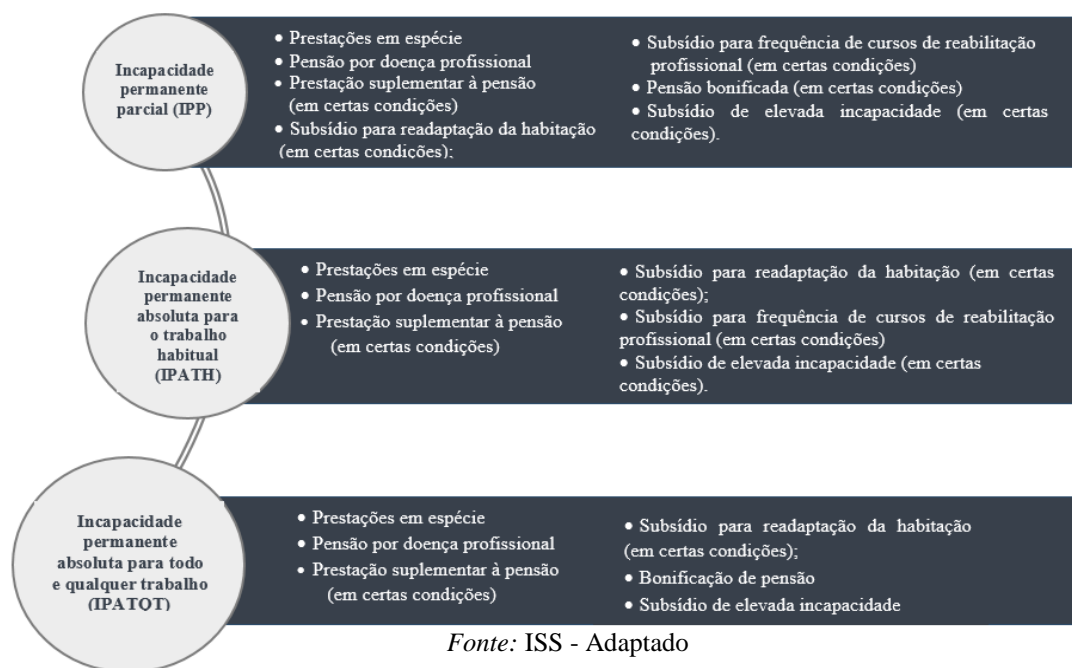 Incapacidade
permanente
parcial (IPP)
• Prestações em espécie
• Pensão por doença profissional
• Prestação suplementar à pensão
(em certas condições)
• Subsídio para readaptação da habitação
(em certas condições);
• Subsídio para frequência de cursos de reabilitação
profissional (em certas condições)
• Pensão bonificada (em certas condições)
• Subsídio de elevada incapacidade (em certas
condições).
Incapacidade
permanente
absoluta para
o trabalho
habitual
(IPATH)
• Prestações em espécie
• Pensão por doença profissional
• Prestação suplementar à pensão
(em certas condições)
• Subsídio para readaptação da habitação (em certas
condições);
• Subsídio para frequência de cursos de reabilitação
profissional (em certas condições)
• Subsídio de elevada incapacidade (em certas
condições).
Incapacidade
permanente
absoluta para todo
e qualquer trabalho
(IPATQT)
• Prestações em espécie
• Pensão por doença profissional
• Prestação suplementar à pensão
(em certas condições)
• Subsídio para readaptação da habitação
(em certas condições);
• Bonificação de pensão
• Subsídio de elevada incapacidade
Fonte: ISS - Adaptado